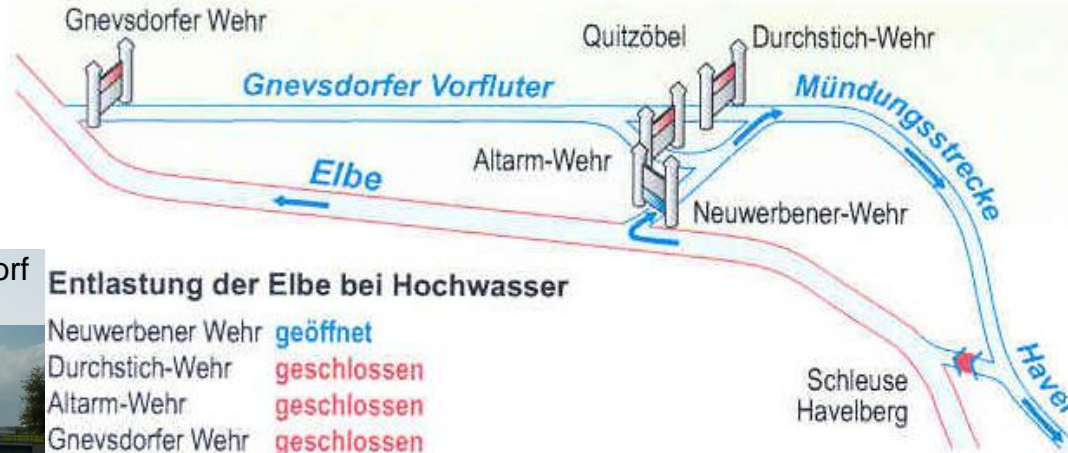 Gnevsdorfer Wehr
Quitzöbel
Durchstich-Wehr
Gnevsdorfer Vorfluter
Mündungsstrecke
Altarm-Wehr
Elbe
Neuwerbener-Wehr
Entlastung der Elbe bei Hochwasser
Neuwerbener Wehr geöffnet
Durchstich-Wehr geschlossen
Altarm-Wehr geschlossen
Gnevsdorfer Wehr geschlossen
Schleuse
Havelberg
Havel